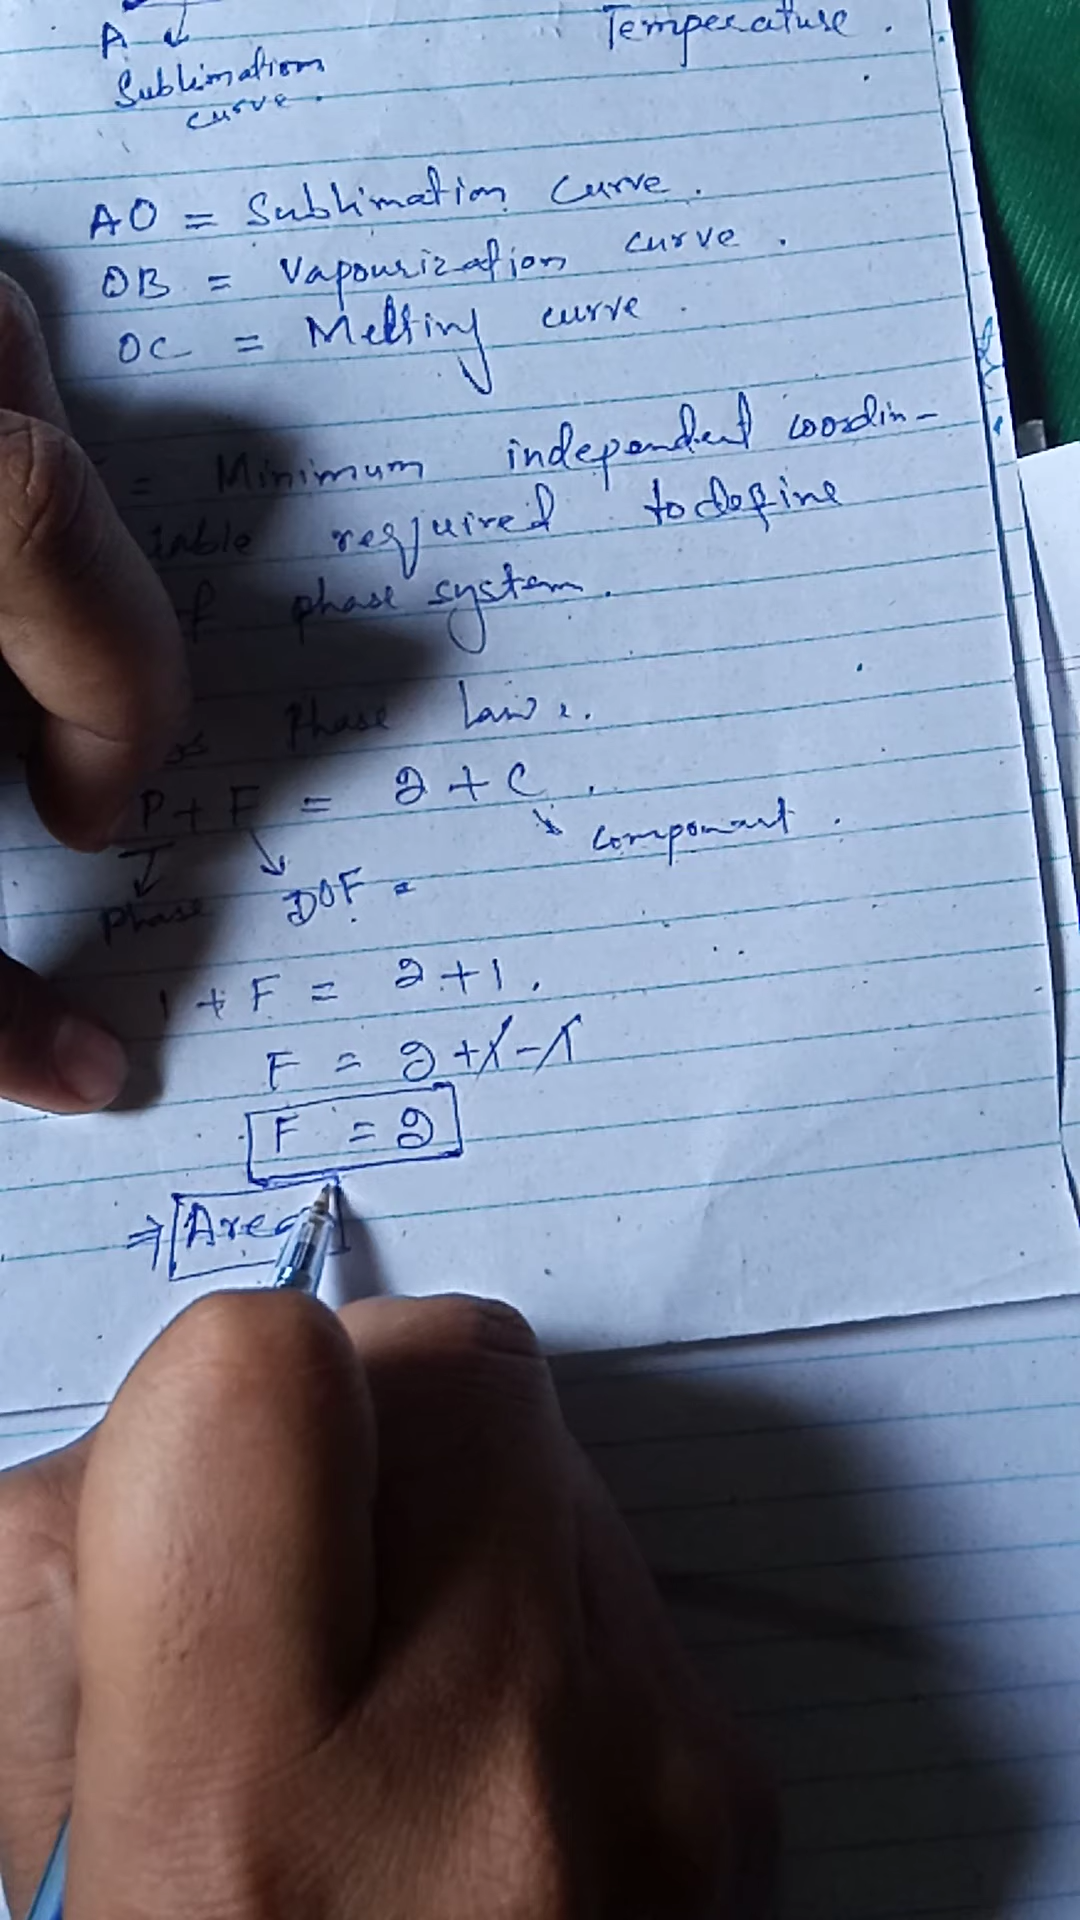 A
Temperature.
Sublimation
curve.
AO = Sublimation curve.
OB = Vapourization curve.
OC = Melting curve.
= Minimum independent coordin-
required to define
phase system.
Phase Law.
P + F = 2 + C.
component.
Phase DOF =
1 + F = 2 + 1.
F = 2 + 1 - 1
F = 2
⇒ Area